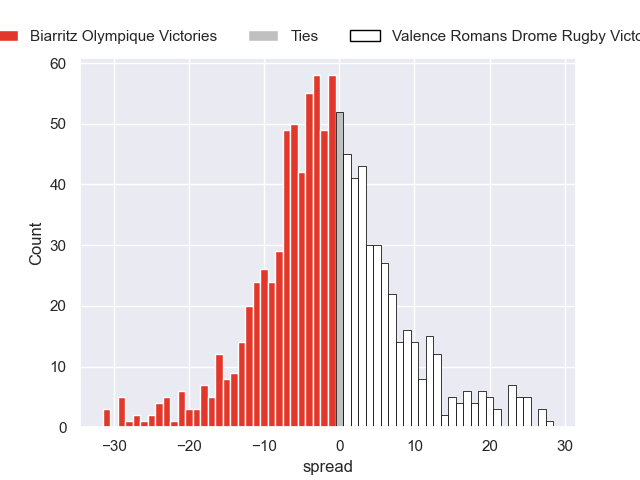 Biarritz Olympique Victories Ties Valence Romans Drome Rugby
60
50
40
30
20
10
0
Count
−30 −20 −10 0 10 20 30
spread